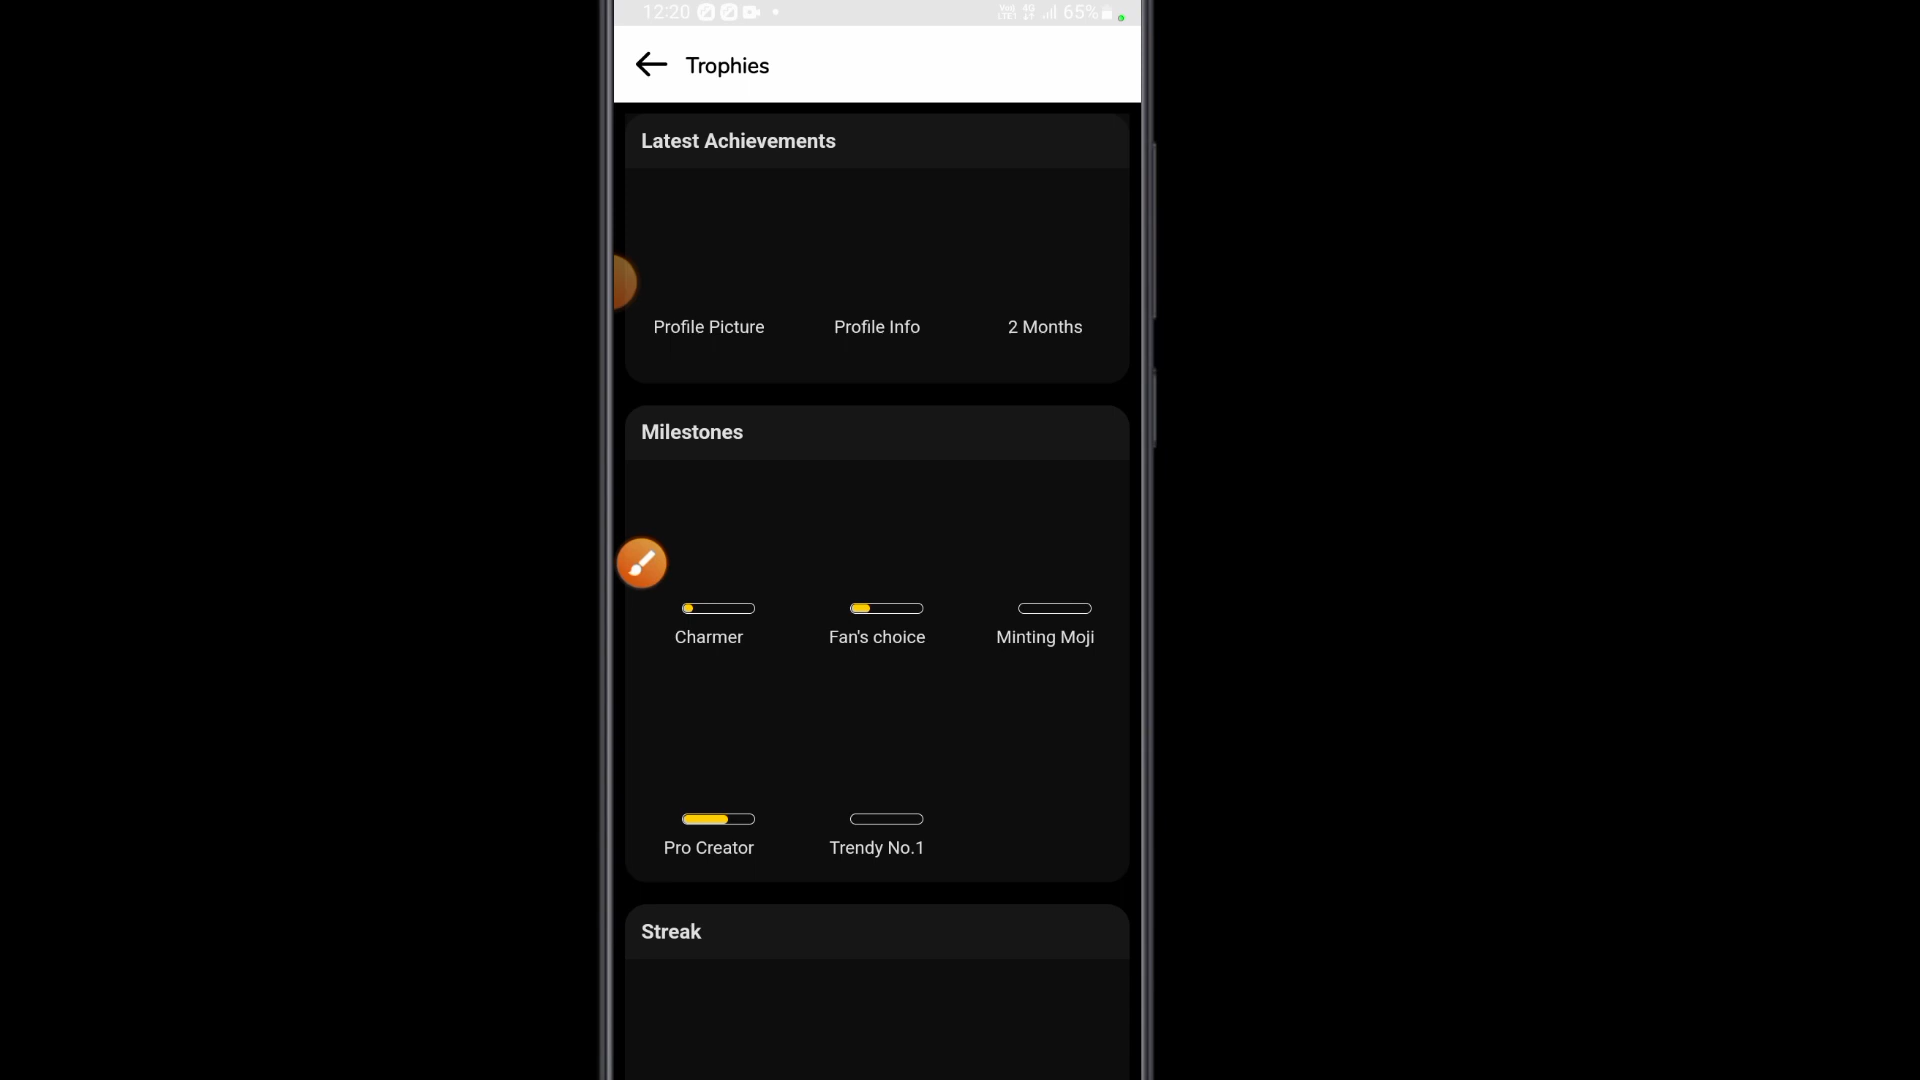 12:20 65%
Trophies
Latest Achievements
Profile Picture Profile Info 2 Months
Milestones
Charmer Fan's choice Minting Moji
Pro Creator Trendy No.1
Streak